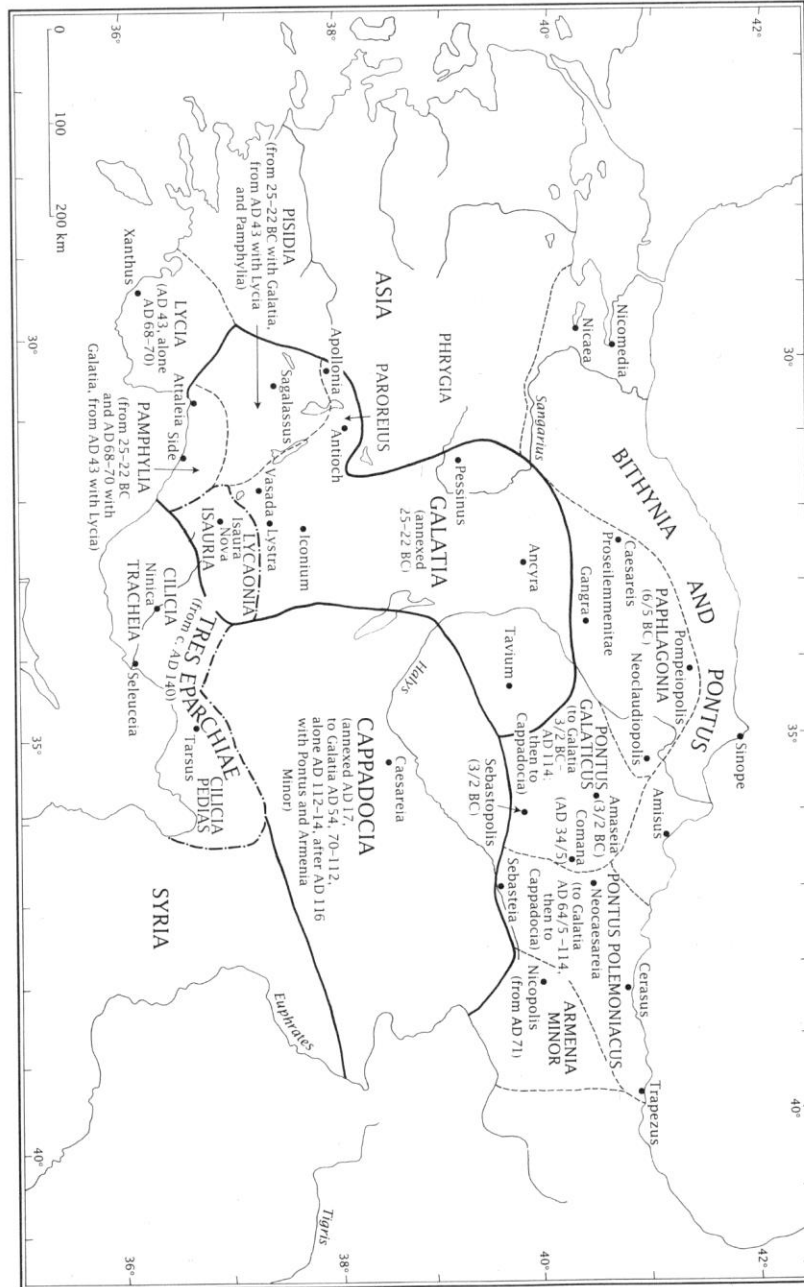 42°
40°
38°
36°
0 100 200 km
30°
35°
40°
42°
40°
38°
36°
40°
Nicomedia
Nicaea
Sangarius
BITHYNIA
AND
PONTUS
Sinope
Pompeiopolis
PAPHLAGONIA
(6/5 BC)
Neoclaudiopolis
Caesareis
Proseilemmenitae
Gangra
Amisus
Amaseia
(3/2 BC)
Comana
(AD 34/5)
PONTUS
GALATICUS
(to Galatia
3/2 BC–
AD 114,
then to
Cappadocia)
Sebastopolis
(3/2 BC)
PONTUS POLEMONIACUS
Neocaesareia
(to Galatia
AD 64/5–114,
then to
Cappadocia)
Cerasus
Trapezus
Sebasteia
Nicopolis
(from AD 71)
ARMENIA
MINOR
ASIA
PHRYGIA
PAROREIUS
Pessinus
GALATIA
(annexed
25–22 BC)
Ancyra
Tavium
Halys
Apollonia
Antioch
PISIDIA
(from 25–22 BC with Galatia,
from AD 43 with Lycia
and Pamphylia)
Sagalassus
Iconium
Lystra
Vasada
LYCAONIA
Isaura
Nova
ISAURIA
CAPPADOCIA
(annexed AD 17,
to Galatia AD 54, 70–112,
alone AD 112–14, after AD 116
with Pontus and Armenia
Minor)
Caesareia
LYCIA
(AD 43, alone
AD 68–70)
Xanthus
Attaleia
Side
PAMPHYLIA
(from 25–22 BC
and AD 68–70 with
Galatia, from AD 43 with Lycia)
CILICIA
TRACHEIA
Ninica
Seleuceia
TRES EPARCHIAE
(from c. AD 140)
Tarsus
CILICIA
PEDIAS
SYRIA
Euphrates
Tigris